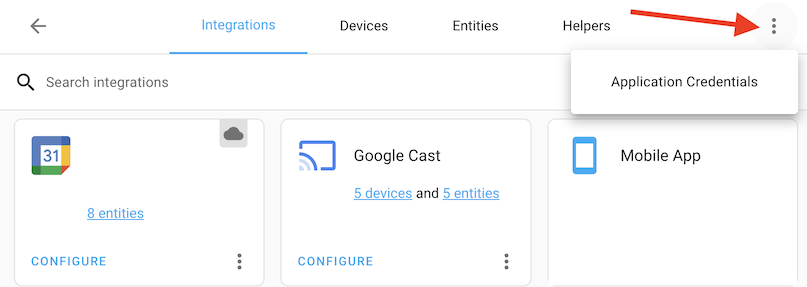 Integrations Devices Entities Helpers
Search integrations
Application Credentials
31
8 entities
CONFIGURE
Google Cast
5 devices and 5 entities
CONFIGURE
Mobile App